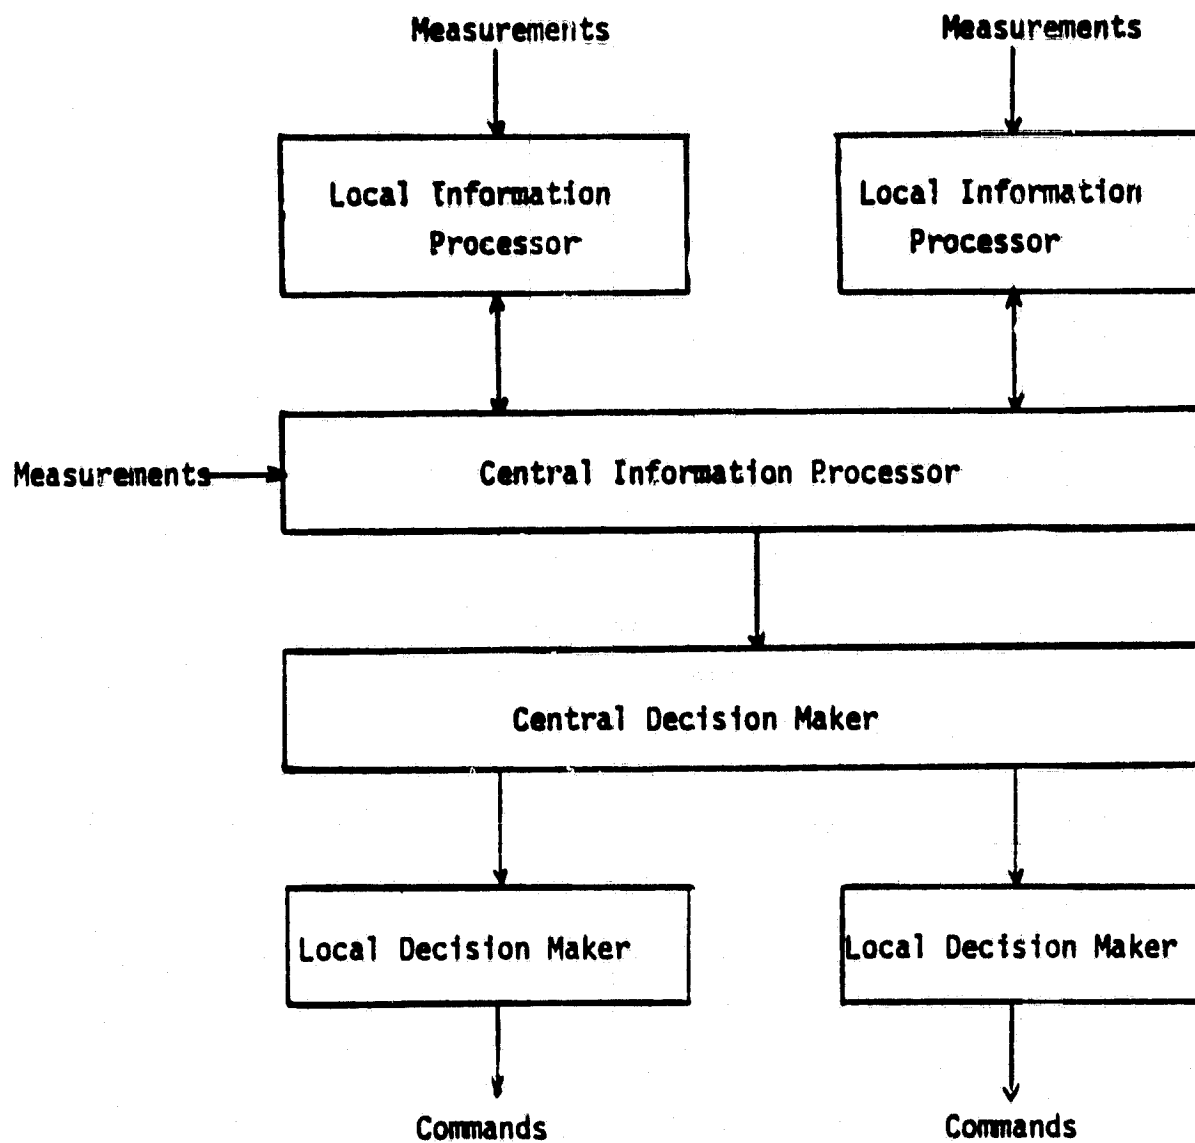 Measurements
Measurements
Local Information
Processor
Local Information
Processor
Measurements
Central Information Processor
Central Decision Maker
Local Decision Maker
Local Decision Maker
Commands
Commands